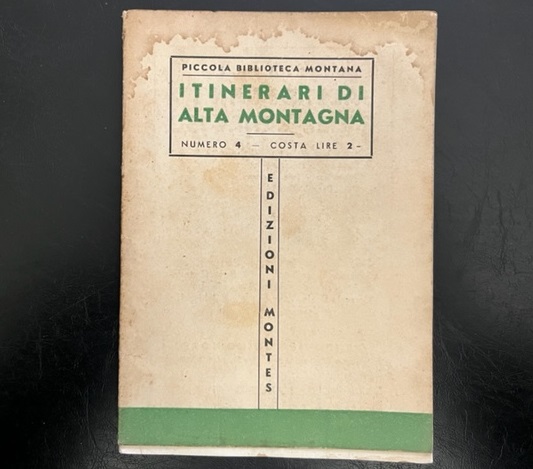 PICCOLA BIBLIOTECA MONTANA
ITINERARI DI
ALTA MONTAGNA
NUMERO 4 — COSTA LIRE 2-
EDIZIONI MONTES